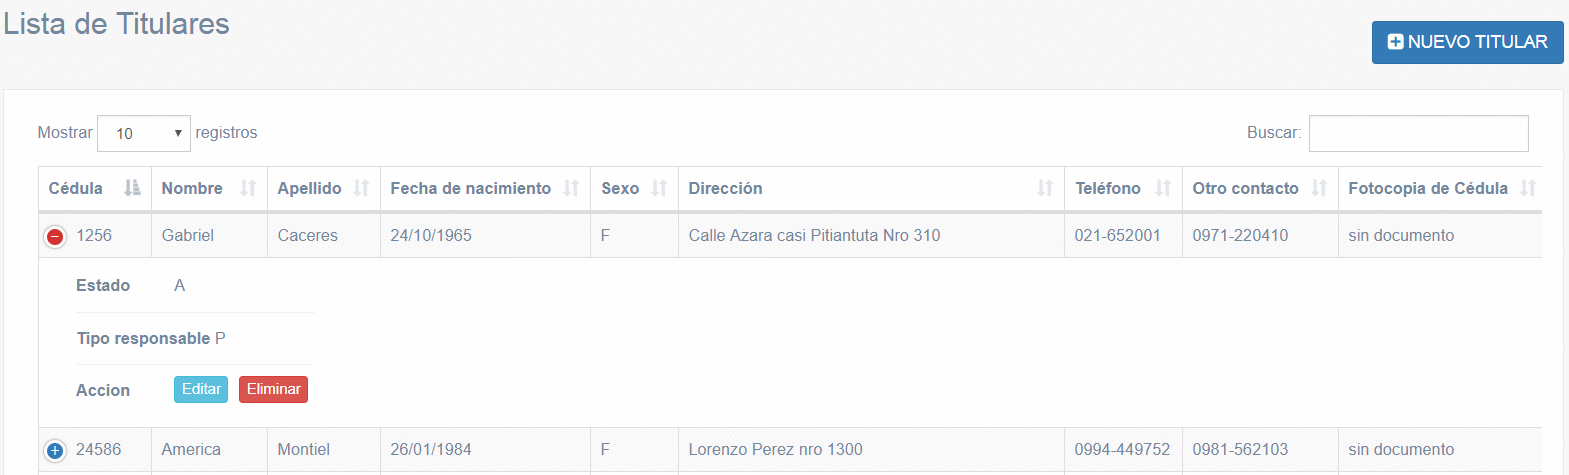 Lista de Titulares
NUEVO TITULAR
Mostrar 10 registros Buscar:
Cédula Nombre Apellido Fecha de nacimiento Sexo Dirección Teléfono Otro contacto Fotocopia de Cédula
1256 Gabriel Caceres 24/10/1965 F Calle Azara casi Pitiantuta Nro 310 021-652001 0971-220410 sin documento
Estado A
Tipo responsable P
Accion Editar Eliminar
24586 America Montiel 26/01/1984 F Lorenzo Perez nro 1300 0994-449752 0981-562103 sin documento